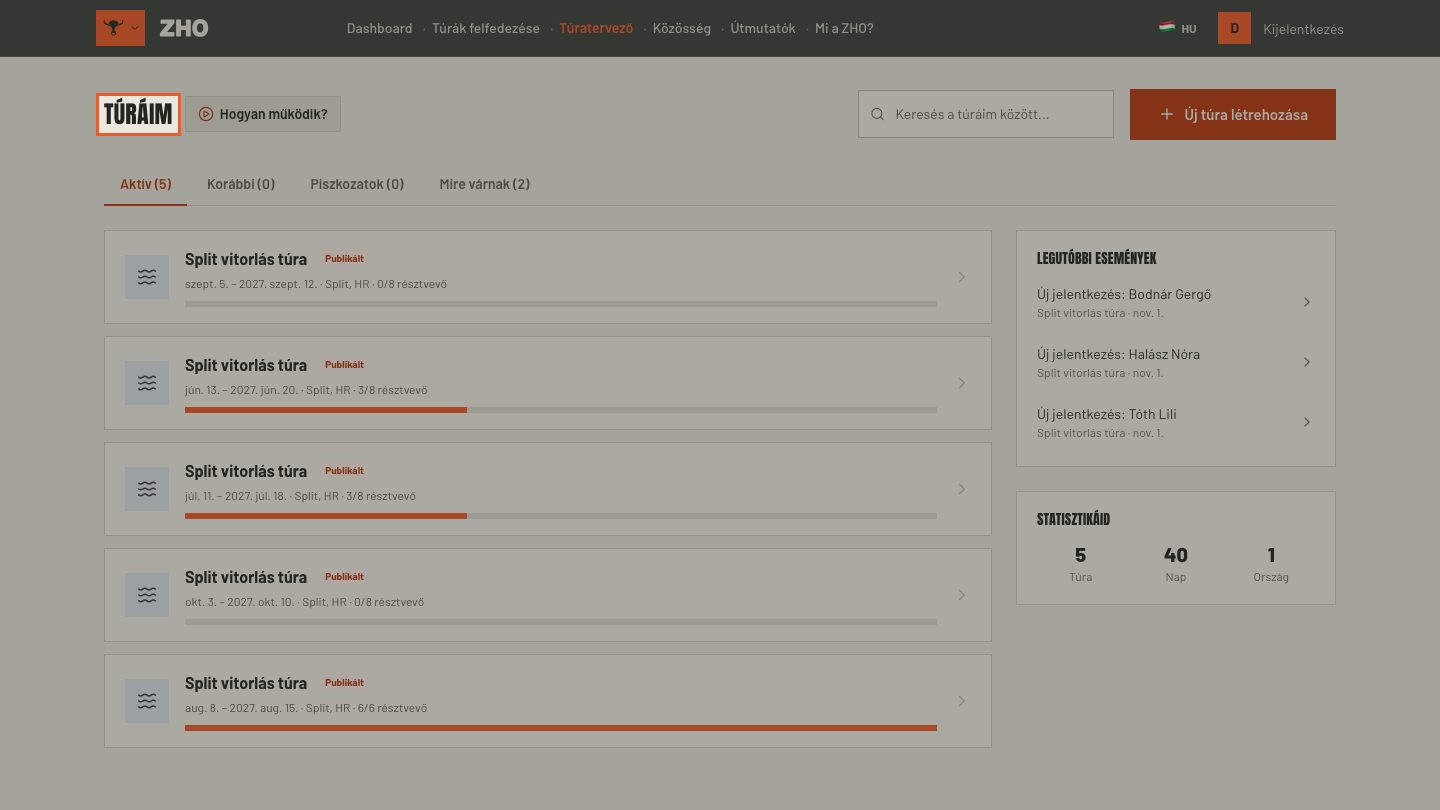 ZHO
Dashboard · Túrák felfedezése · Túratervező · Közösség · Útmutatók · Mi a ZHO?
HU
D
Kijelentkezés
TÚRÁIM
Hogyan működik?
Keresés a túráim között...
Új túra létrehozása
Aktív (5)
Korábbi (0)
Piszkozatok (0)
Mire várnak (2)
Split vitorlás túra
Publikált
szept. 5. – 2027. szept. 12. · Split, HR · 0/8 résztvevő
Split vitorlás túra
Publikált
jún. 13. – 2027. jún. 20. · Split, HR · 3/8 résztvevő
Split vitorlás túra
Publikált
júl. 11. – 2027. júl. 18. · Split, HR · 3/8 résztvevő
Split vitorlás túra
Publikált
okt. 3. – 2027. okt. 10. · Split, HR · 0/8 résztvevő
Split vitorlás túra
Publikált
aug. 8. – 2027. aug. 15. · Split, HR · 6/6 résztvevő
LEGUTÓBBI ESEMÉNYEK
Új jelentkezés: Bodnár Gergő
Split vitorlás túra · nov. 1.
Új jelentkezés: Halász Nóra
Split vitorlás túra · nov. 1.
Új jelentkezés: Tóth Lili
Split vitorlás túra · nov. 1.
STATISZTIKÁID
5
Túra
40
Nap
1
Ország